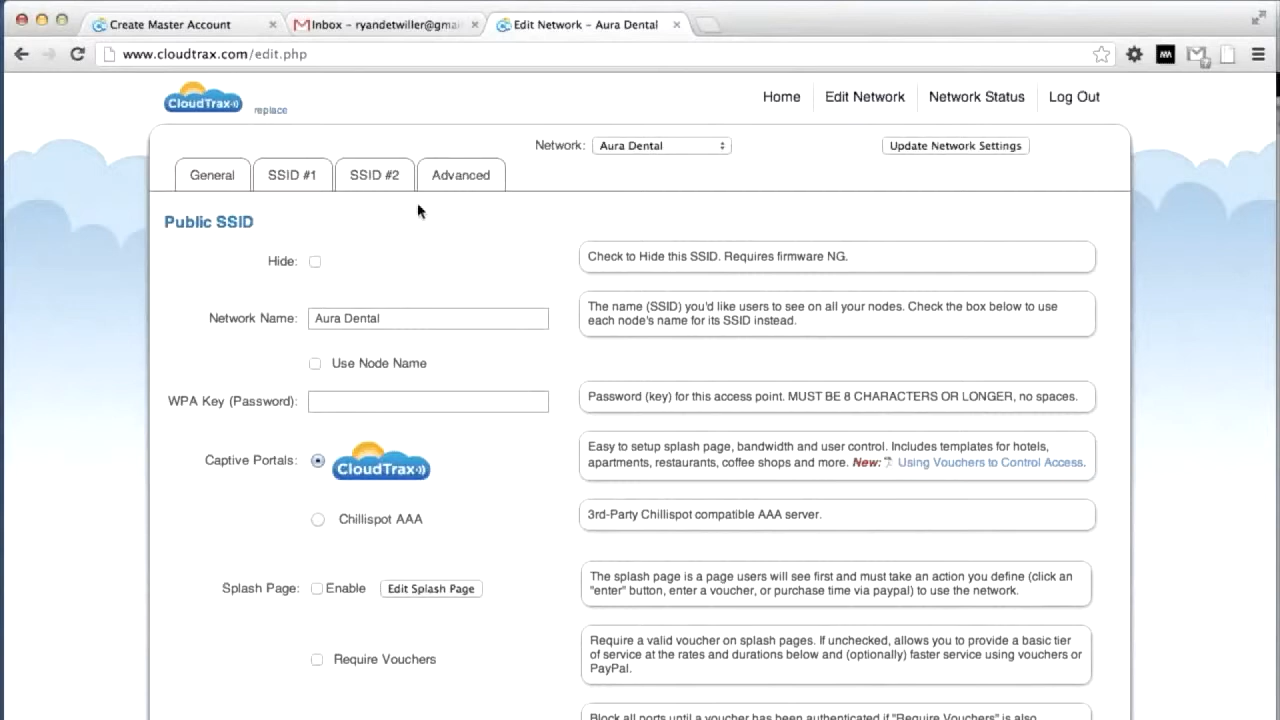 Create Master Account
Inbox – ryandetwiller@gmai
Edit Network – Aura Dental
www.cloudtrax.com/edit.php
CloudTrax
replace
Home
Edit Network
Network Status
Log Out
Network:
Aura Dental
Update Network Settings
General
SSID #1
SSID #2
Advanced
Public SSID
Hide:
Check to Hide this SSID. Requires firmware NG.
Network Name:
Aura Dental
The name (SSID) you'd like users to see on all your nodes. Check the box below to use
each node's name for its SSID instead.
Use Node Name
WPA Key (Password):
Password (key) for this access point. MUST BE 8 CHARACTERS OR LONGER, no spaces.
Captive Portals:
CloudTrax
Easy to setup splash page, bandwidth and user control. Includes templates for hotels,
apartments, restaurants, coffee shops and more. New: Using Vouchers to Control Access.
Chillispot AAA
3rd-Party Chillispot compatible AAA server.
Splash Page:
Enable
Edit Splash Page
The splash page is a page users will see first and must take an action you define (click an
"enter" button, enter a voucher, or purchase time via paypal) to use the network.
Require Vouchers
Require a valid voucher on splash pages. If unchecked, allows you to provide a basic tier
of service at the rates and durations below and (optionally) faster service using vouchers or
PayPal.
Block all ports until a voucher has been authenticated if "Require Vouchers" is also